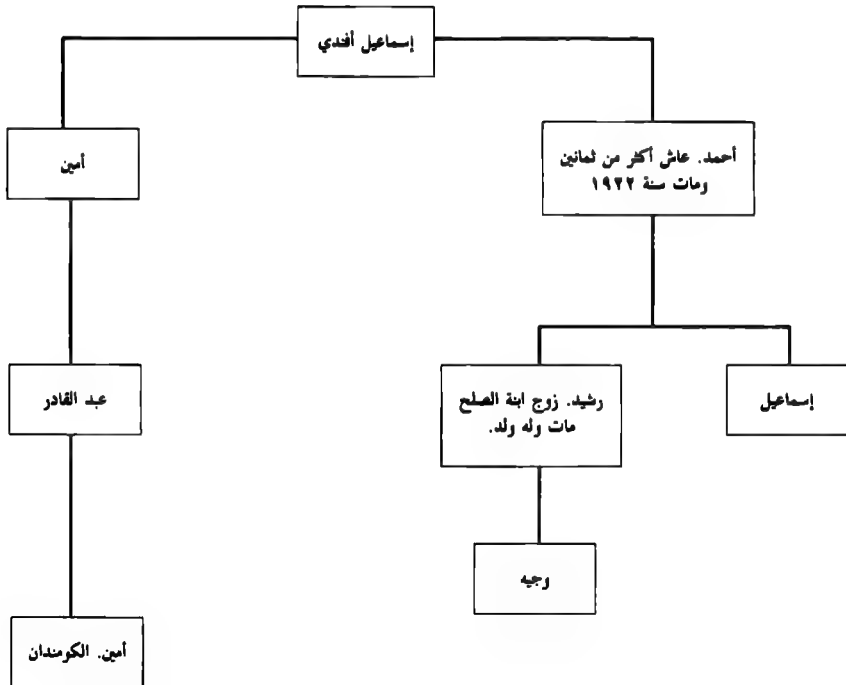 إسماعيل أفندي
أحمد. عاش أكثر من ثمانين
ومات سنة ١٩٢٢
أمين
رشيد. زوج ابنة الصلح
مات وله ولد.
إسماعيل
عبد القادر
وجيه
أمين. الكومندان